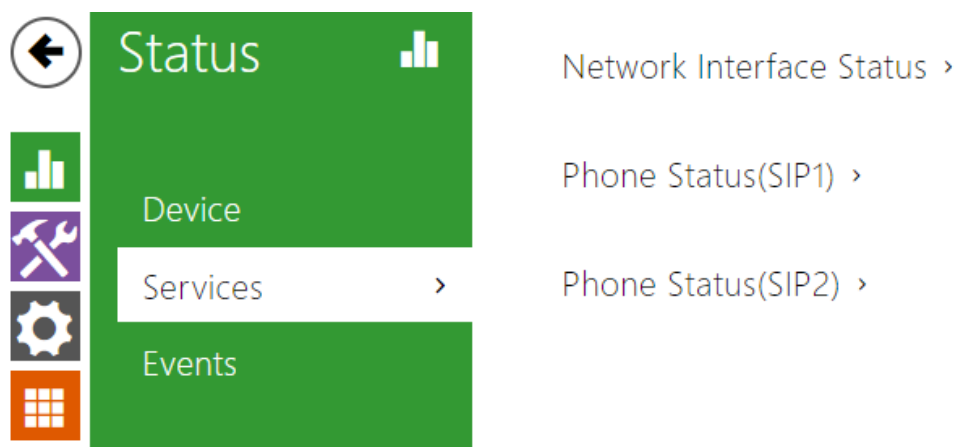 Status
Device
Services
Events
Network Interface Status
Phone Status(SIP1)
Phone Status(SIP2)